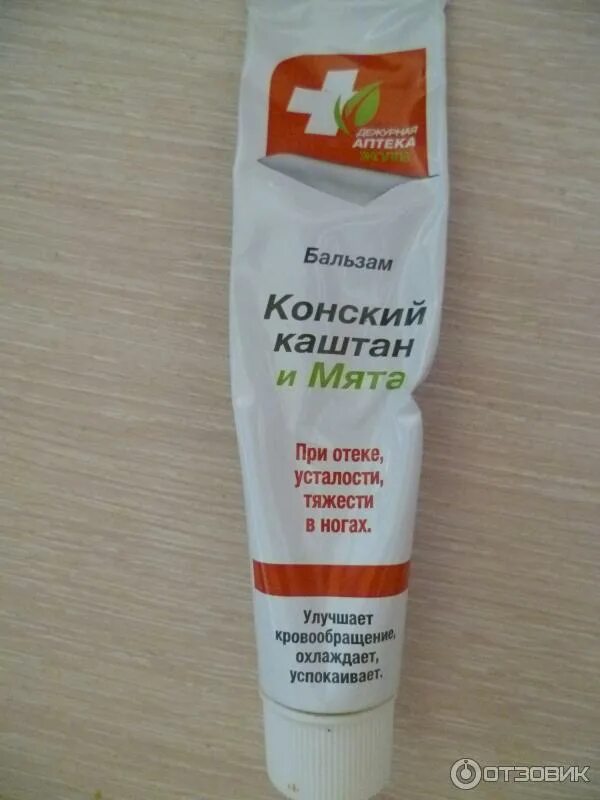 ДЕЖУРНАЯ
АПТЕКА
Бальзам
Конский
каштан
и Мята
При отеке,
усталости,
тяжести
в ногах.
Улучшает
кровообращение,
охлаждает,
успокаивает.
ОТЗОВИК